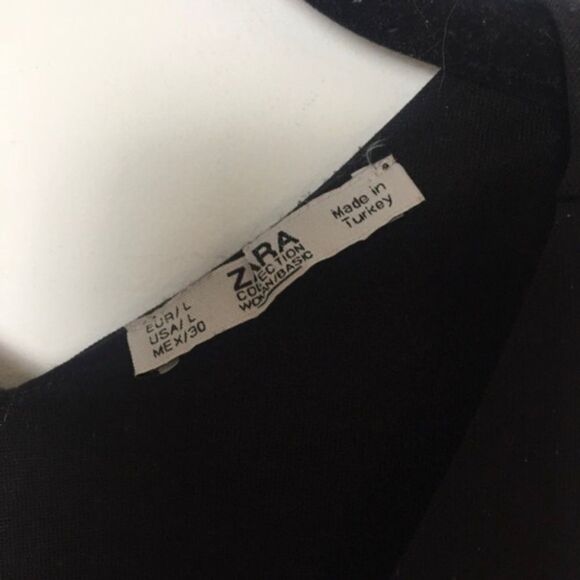 EUR/L
USA/L
MEX/30
ZARA
COLLECTION
WOMAN/BASIC
Made in
Turkey